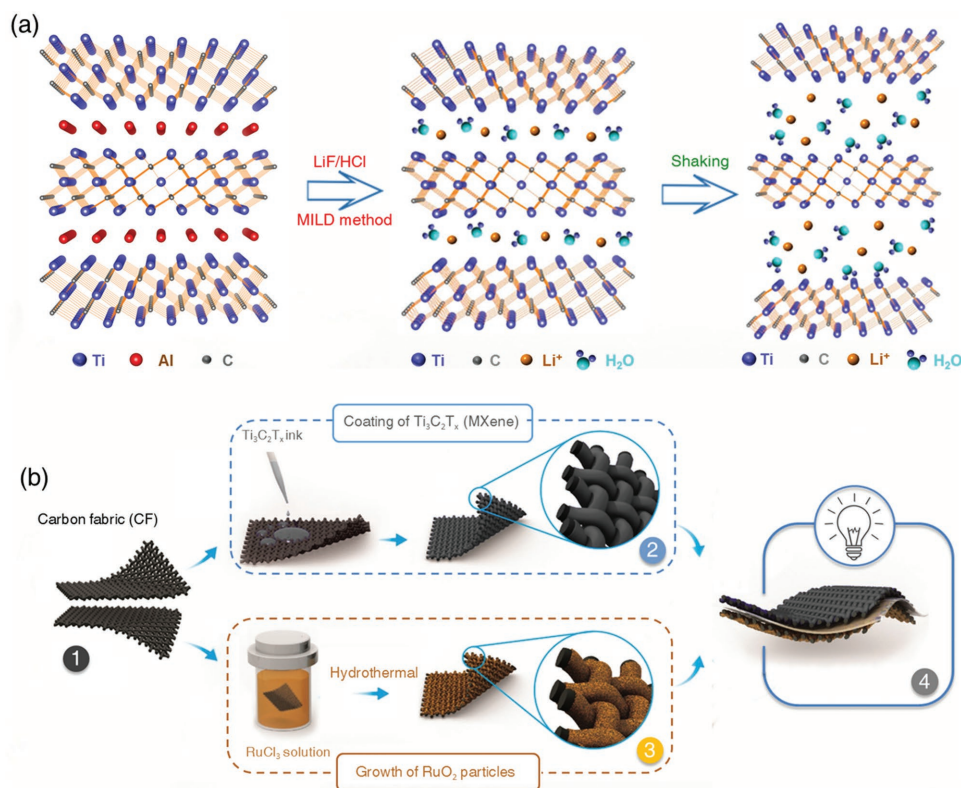 (a)
LiF/HCl
MILD method
Shaking
Ti Al C
Ti C Li⁺ H₂O
Ti C Li⁺ H₂O
(b)
Coating of Ti₃C₂Tₓ (MXene)
Ti₃C₂Tₓ ink
2
Carbon fabric (CF)
1
Hydrothermal
RuCl₃ solution
3
Growth of RuO₂ particles
4